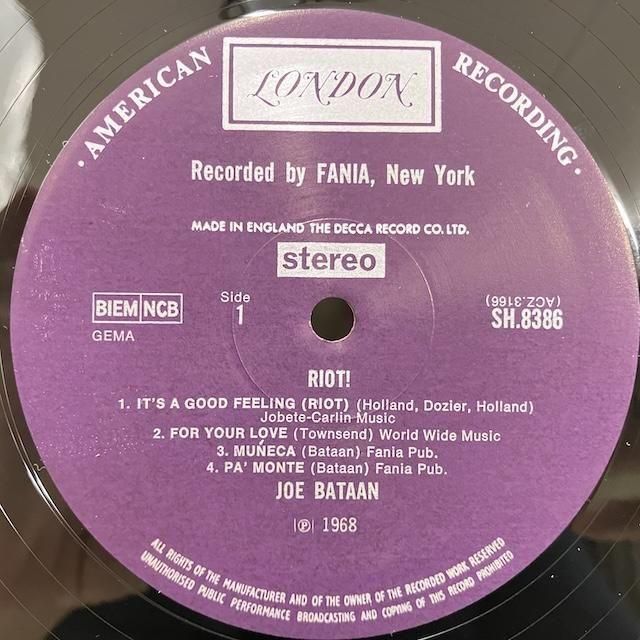 · AMERICAN RECORDING ·
LONDON
Recorded by FANIA, New York
MADE IN ENGLAND THE DECCA RECORD CO. LTD.
stereo
BIEM NCB
GEMA
Side
1
(ACZ.3166)
SH.8386
RIOT!
1. IT'S A GOOD FEELING (RIOT) (Holland, Dozier, Holland)
Jobete-Carlin Music
2. FOR YOUR LOVE (Townsend) World Wide Music
3. MUŃECA (Bataan) Fania Pub.
4. PA' MONTE (Bataan) Fania Pub.
JOE BATAAN
|℗| 1968
ALL RIGHTS OF THE MANUFACTURER AND OF THE OWNER OF THE RECORDED WORK RESERVED
UNAUTHORISED PUBLIC PERFORMANCE BROADCASTING AND COPYING OF THIS RECORD PROHIBITED